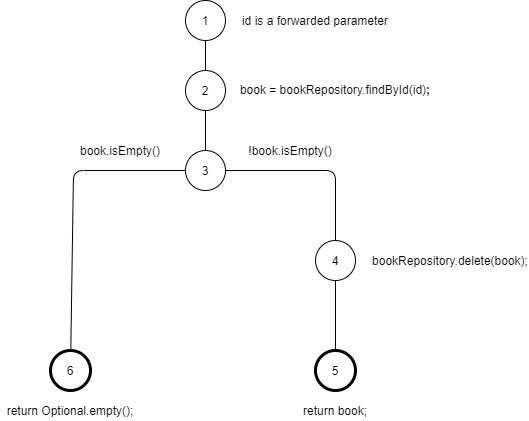 1
id is a forwarded parameter
2
book = bookRepository.findById(id);
book.isEmpty()
!book.isEmpty()
3
4
bookRepository.delete(book);
6
5
return Optional.empty();
return book;